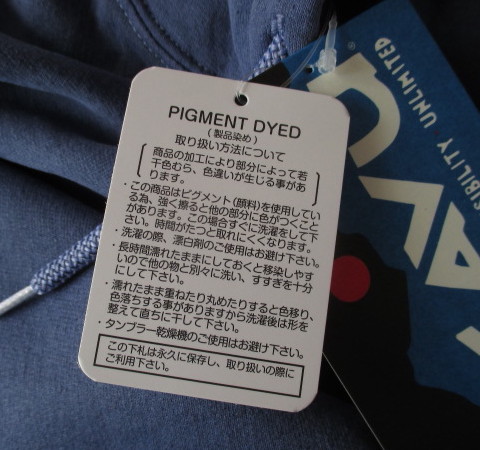 PIGMENT DYED
（製品染め）
取り扱い方法について
商品の加工により部分によって若
干色むら、色違いが生じる事があ
ります。
・この商品はピグメント(顔料)を使用してい
る為、強く擦ると他の部分に色がつくこと
があります。この場合すぐに洗濯をして下
さい。時間がたつと取れにくくなります。
・洗濯の際、漂白剤のご使用はお避け下さい。
・長時間濡れたままにしておくと移染しやす
いので他の物と別々に洗い、すすぎを十分
にして下さい。
・濡れたまま重ねたり丸めたりすると色移り、
色落ちする事がありますから洗濯後は形を
整えて直ちに干して下さい。
・タンブラー乾燥機のご使用はお避け下さい。
この下札は永久に保存し、取り扱いの際に
ご利用下さい。
SIBILITY UNLIMITED
®